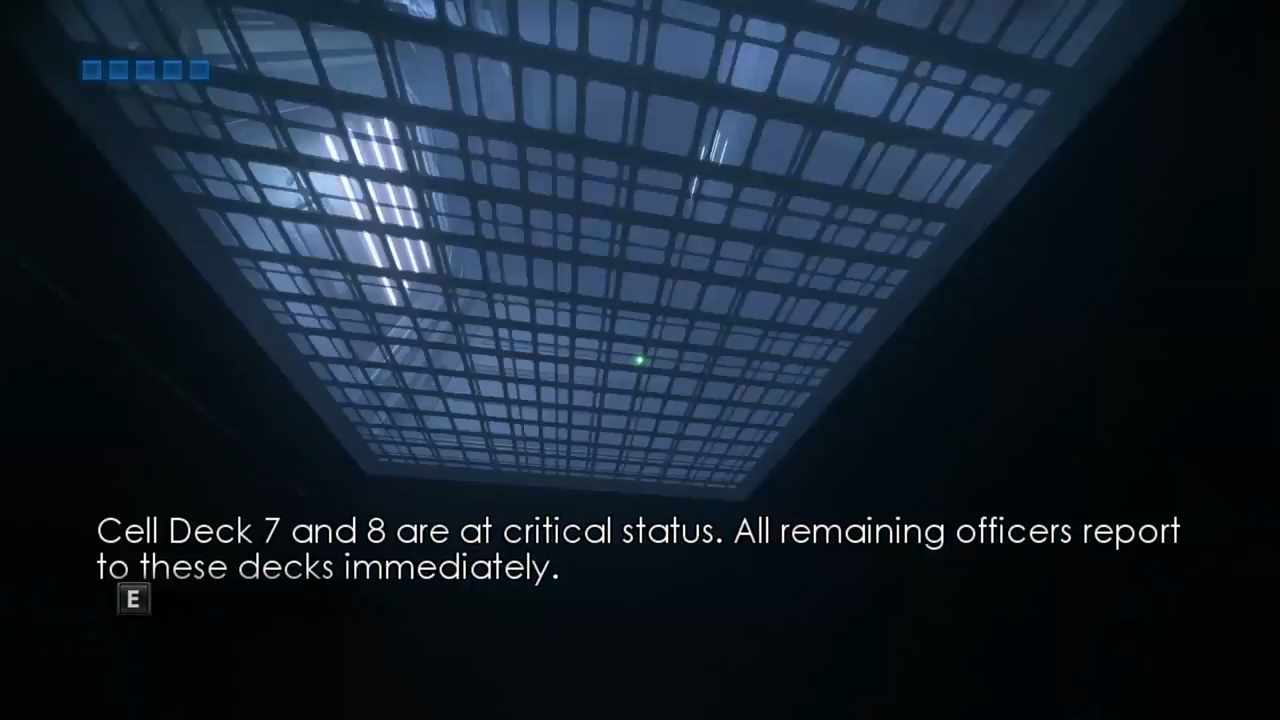 Cell Deck 7 and 8 are at critical status. All remaining officers report
to these decks immediately.
E